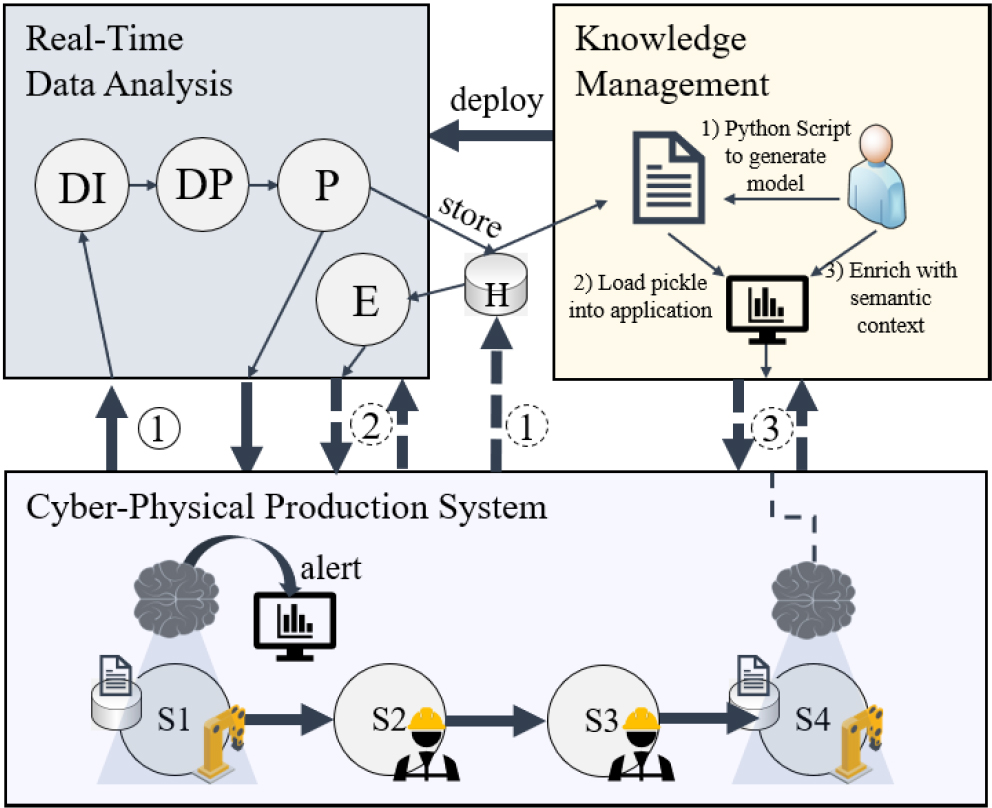 Real-Time
Data Analysis
DI
DP
P
E
store
H
deploy
Knowledge
Management
1) Python Script
to generate
model
2) Load pickle
into application
3) Enrich with
semantic
context
1
2
1
3
Cyber-Physical Production System
alert
S1
S2
S3
S4